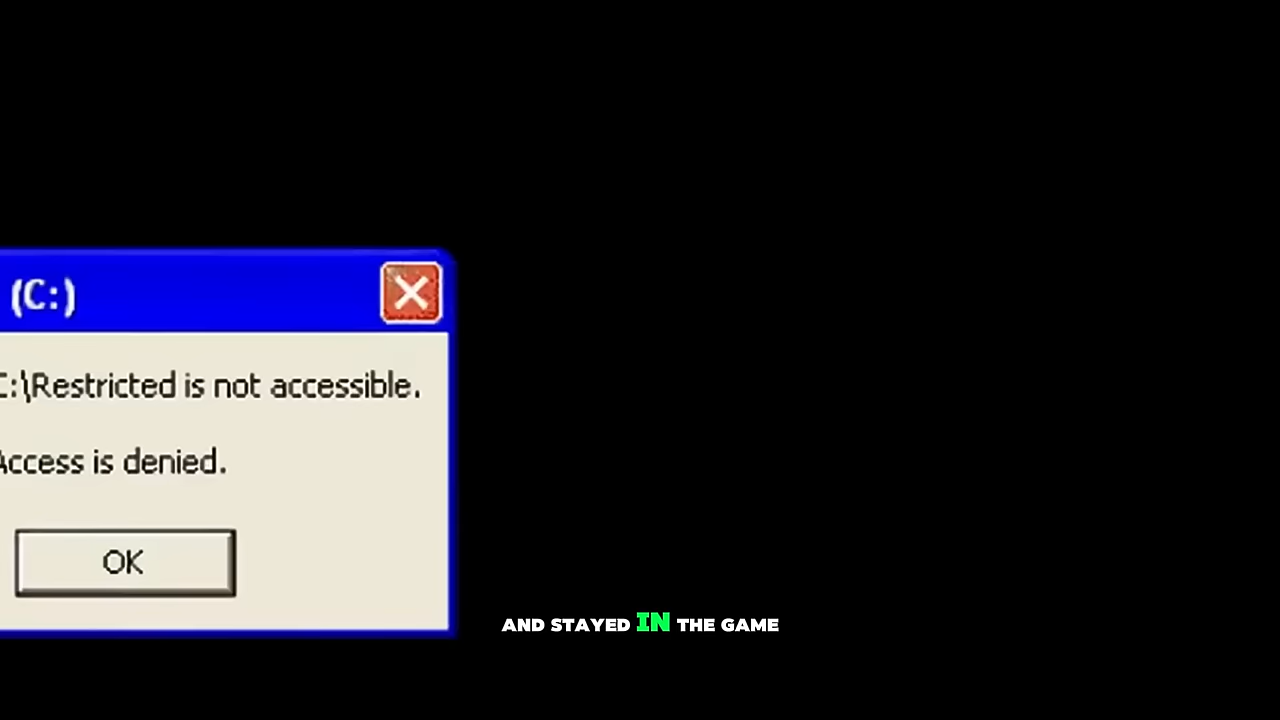 (C:)
C:\Restricted is not accessible.
Access is denied.
OK
AND STAYED IN THE GAME